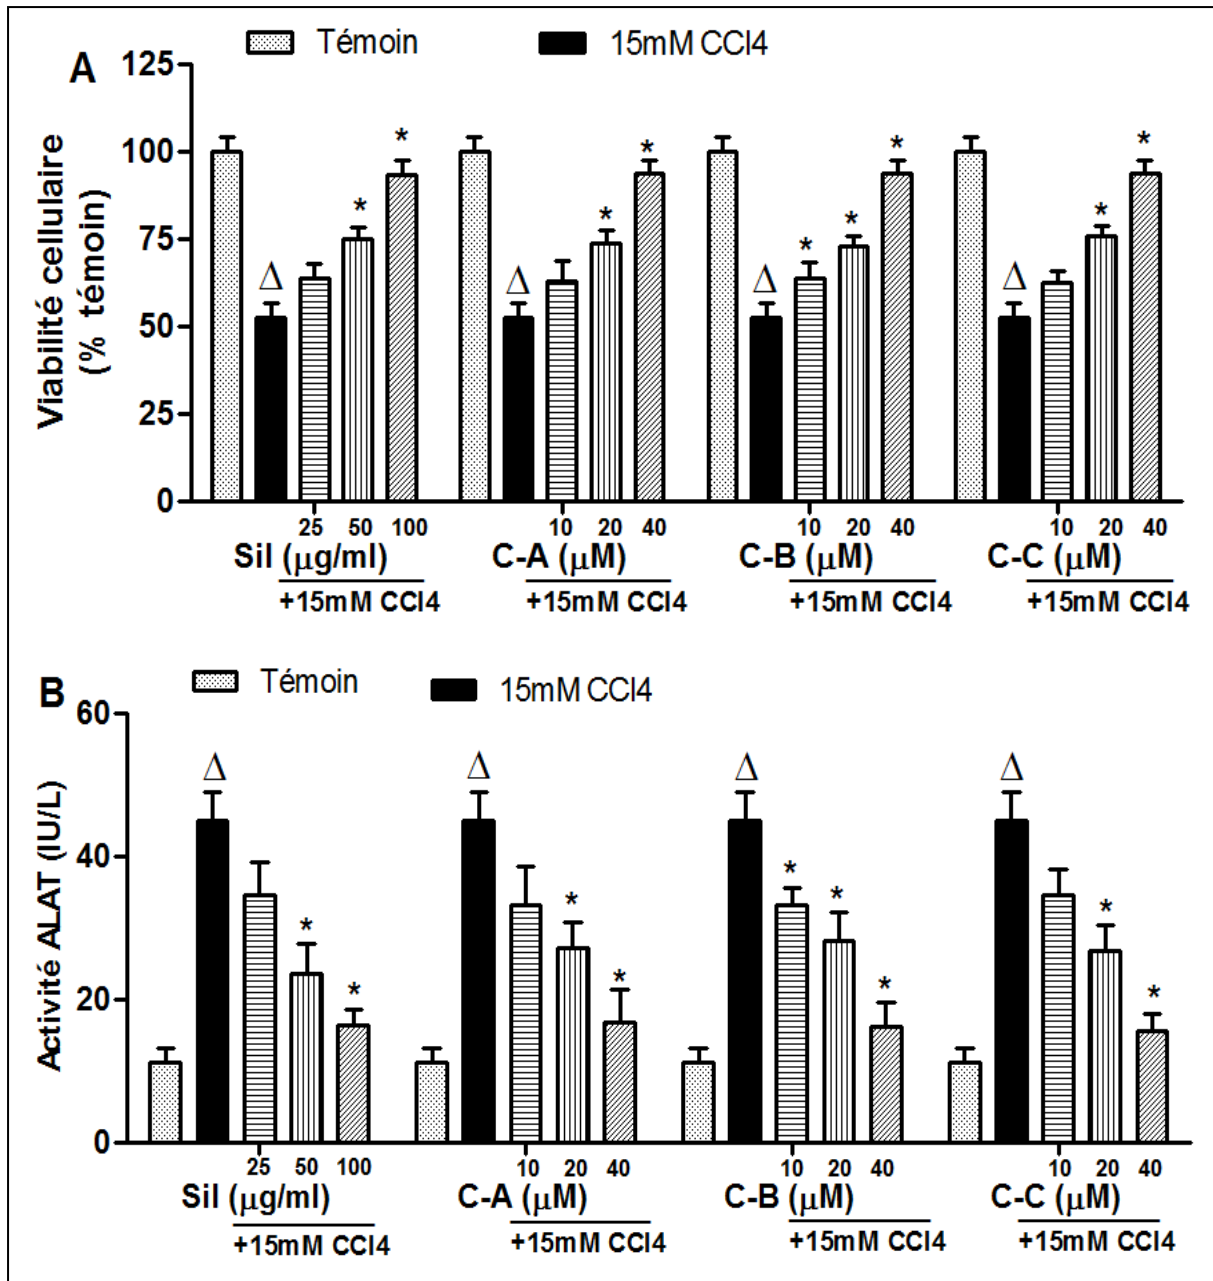 Témoin 15mM CCl4
A
125
100
75
50
25
0
Viabilité cellulaire
(% témoin)
Δ * * Δ * * Δ * * * Δ * *
25 50 100 10 20 40 10 20 40 10 20 40
Sil (μg/ml) C-A (μM) C-B (μM) C-C (μM)
+15mM CCl4 +15mM CCl4 +15mM CCl4 +15mM CCl4
B
Témoin 15mM CCl4
60
40
20
0
Activité ALAT (IU/L)
Δ * * Δ * * Δ * * * Δ * *
25 50 100 10 20 40 10 20 40 10 20 40
Sil (μg/ml) C-A (μM) C-B (μM) C-C (μM)
+15mM CCl4 +15mM CCl4 +15mM CCl4 +15mM CCl4